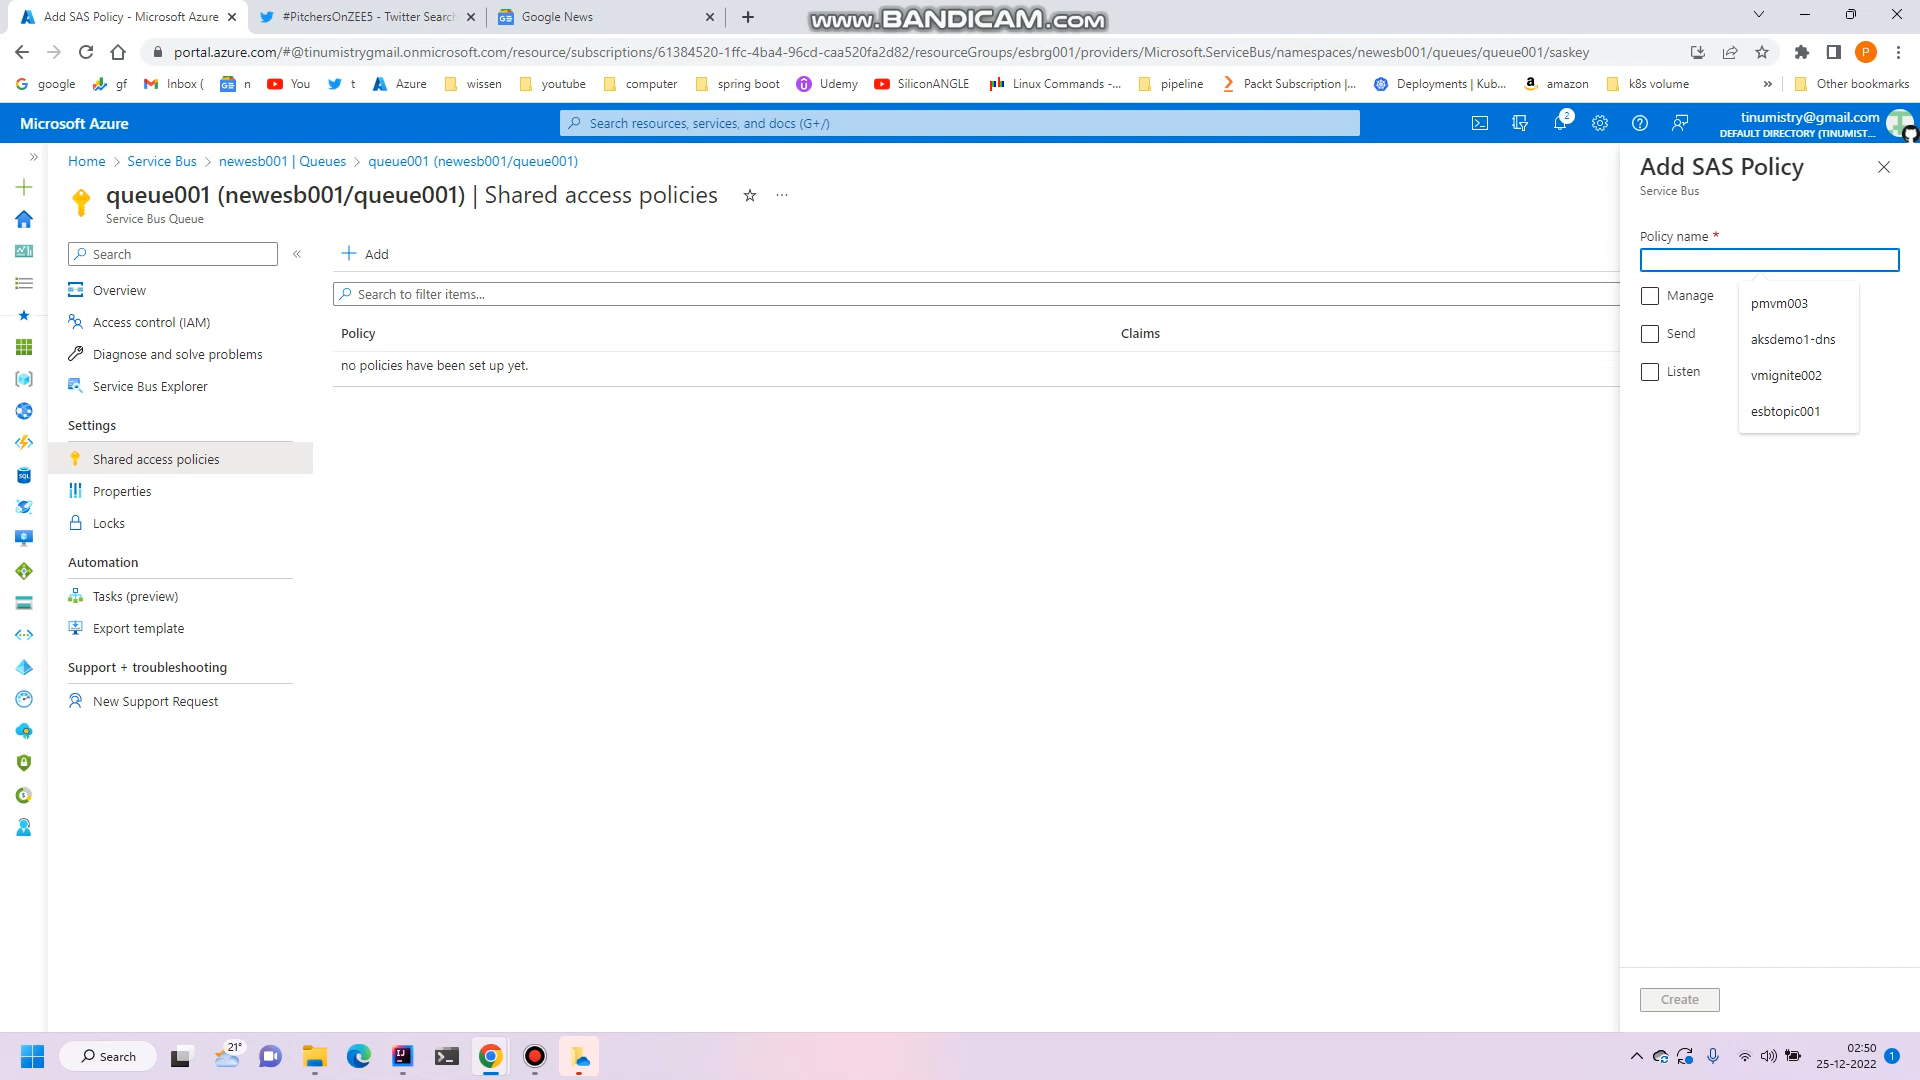 Add SAS Policy - Microsoft Azure
#PitchersOnZEE5 - Twitter Search
Google News
www.BANDICAM.com
portal.azure.com/#@tinumistrygmail.onmicrosoft.com/resource/subscriptions/61384520-1ffc-4ba4-96cd-caa520fa2d82/resourceGroups/esbrg001/providers/Microsoft.ServiceBus/namespaces/newesb001/queues/queue001/saskey
P
google
gf
Inbox (
n
You
t
Azure
wissen
youtube
computer
spring boot
Udemy
SiliconANGLE
Linux Commands -...
pipeline
Packt Subscription |...
Deployments | Kub...
amazon
k8s volume
»
Other bookmarks
Microsoft Azure
Search resources, services, and docs (G+/)
2
tinumistry@gmail.com
DEFAULT DIRECTORY (TINUMIST...
Home > Service Bus > newesb001 | Queues > queue001 (newesb001/queue001)
queue001 (newesb001/queue001) | Shared access policies
Service Bus Queue
Search
Overview
Access control (IAM)
Diagnose and solve problems
Service Bus Explorer
Settings
Shared access policies
Properties
Locks
Automation
Tasks (preview)
Export template
Support + troubleshooting
New Support Request
Add
Search to filter items...
Policy
Claims
no policies have been set up yet.
Add SAS Policy
Service Bus
Policy name *
Manage
Send
Listen
pmvm003
aksdemo1-dns
vmignite002
esbtopic001
Create
Search
21°
02:50
25-12-2022
1